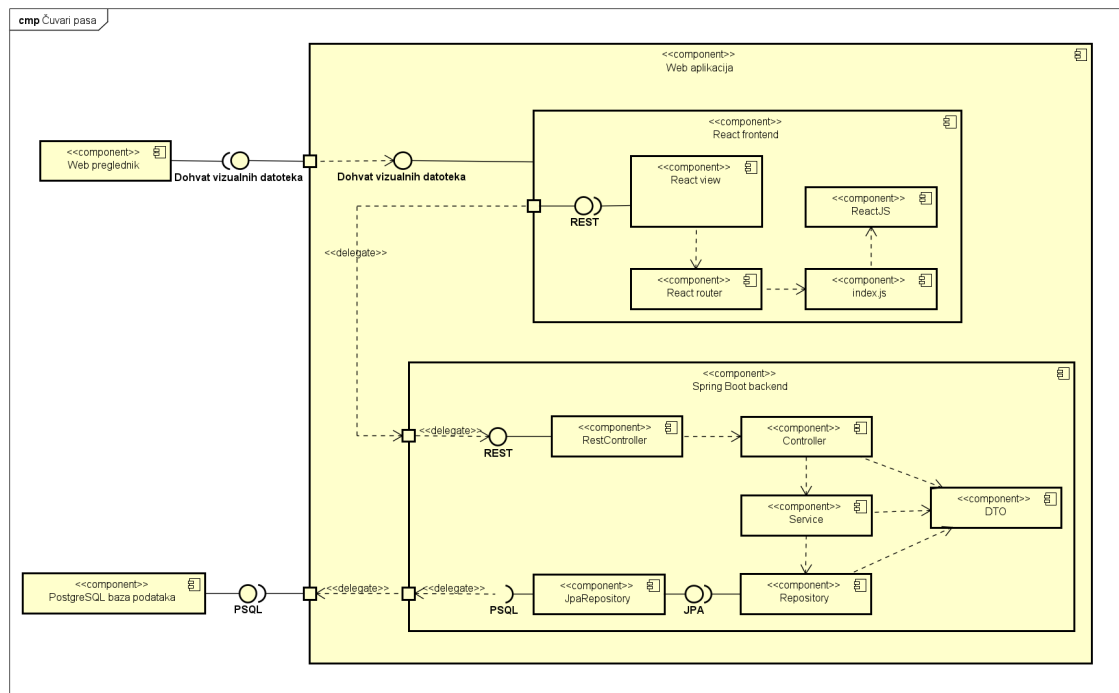 cmp Čuvari pasa
<<component>>
Web aplikacija
<<component>>
React frontend
<<component>>
Web preglednik
Dohvat vizualnih datoteka
Dohvat vizualnih datoteka
<<component>>
React view
<<component>>
ReactJS
REST
<<delegate>>
<<component>>
React router
<<component>>
index.js
<<component>>
Spring Boot backend
<<delegate>>
REST
<<component>>
RestController
<<component>>
Controller
<<component>>
Service
<<component>>
DTO
<<component>>
PostgreSQL baza podataka
PSQL
<<delegate>>
<<delegate>>
PSQL
<<component>>
JpaRepository
JPA
<<component>>
Repository